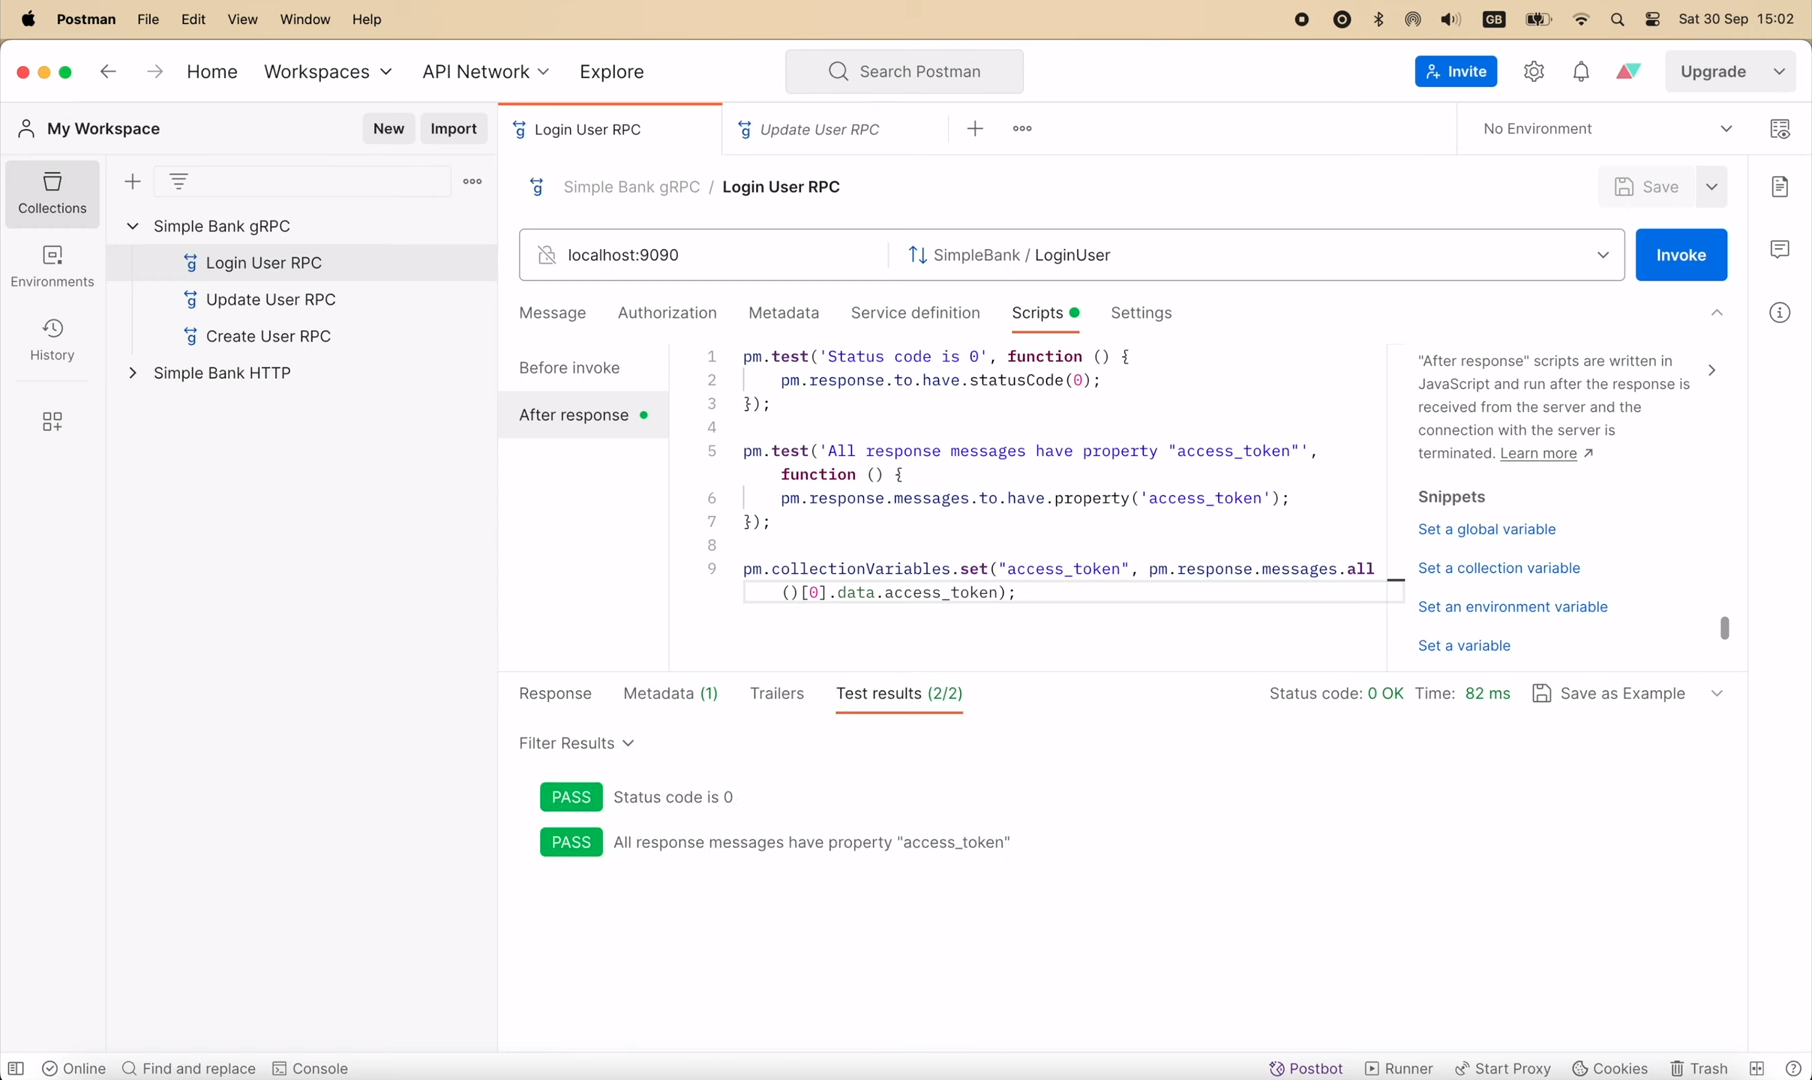 Postman File Edit View Window Help GB Sat 30 Sep 15:02
Home Workspaces API Network Explore Search Postman Invite Upgrade
My Workspace New Import Login User RPC Update User RPC No Environment
Collections
Environments
History
Simple Bank gRPC
Login User RPC
Update User RPC
Create User RPC
Simple Bank HTTP
Simple Bank gRPC / Login User RPC Save
localhost:9090 SimpleBank / LoginUser Invoke
Message Authorization Metadata Service definition Scripts Settings
Before invoke
After response
1 pm.test('Status code is 0', function () {
2 pm.response.to.have.statusCode(0);
3 });
4
5 pm.test('All response messages have property "access_token"',
function () {
6 pm.response.messages.to.have.property('access_token');
7 });
8
9 pm.collectionVariables.set("access_token", pm.response.messages.all
()[0].data.access_token);
"After response" scripts are written in
JavaScript and run after the response is
received from the server and the
connection with the server is
terminated. Learn more ↗
Snippets
Set a global variable
Set a collection variable
Set an environment variable
Set a variable
Response Metadata (1) Trailers Test results (2/2) Status code: 0 OK Time: 82 ms Save as Example
Filter Results
PASS Status code is 0
PASS All response messages have property "access_token"
Online Find and replace Console Postbot Runner Start Proxy Cookies Trash